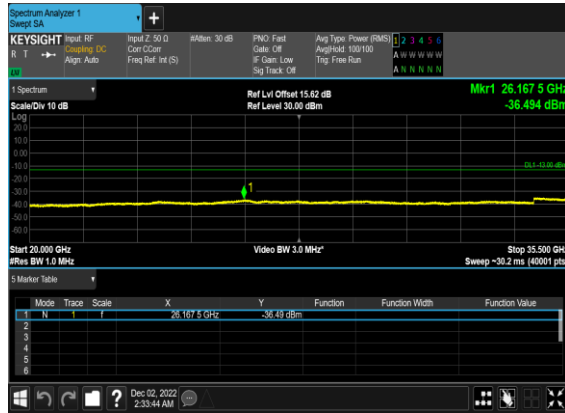 Spectrum Analyzer 1
Swept SA
+
KEYSIGHT Input: RF Input Z: 50 Ω #Atten: 30 dB PNO: Fast Avg Type: Power (RMS) 1 2 3 4 5 6
R T Coupling: DC Corr CCorr Gate: Off Avg|Hold: 100/100 A W W W W W
Align: Auto Freq Ref: Int (S) IF Gain: Low Trig: Free Run
Sig Track: Off A N N N N N
1 Spectrum
Ref Lvl Offset 15.62 dB Mkr1 26.167 5 GHz
Scale/Div 10 dB Ref Level 30.00 dBm -36.494 dBm
Log
20.0
10.0
0.00
-10.0
DL1 -13.00 dBm
-20.0
-30.0
1
-40.0
-50.0
-60.0
Start 20.000 GHz Video BW 3.0 MHz* Stop 35.500 GHz
#Res BW 1.0 MHz Sweep ~30.2 ms (40001 pts)
5 Marker Table
Mode Trace Scale X Y Function Function Width Function Value
1 N 1 f 26.167 5 GHz -36.49 dBm
2
3
4
5
6
? Dec 02, 2022
2:33:44 AM